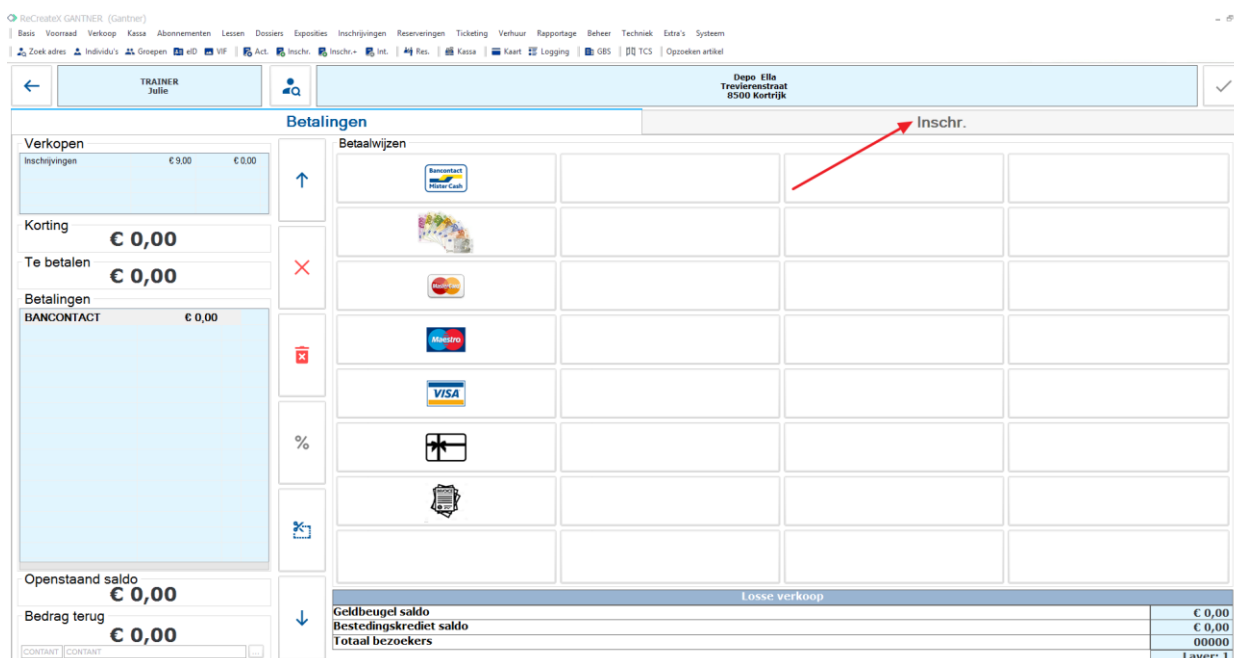 ReCreateX GANTNER (Gantner)
Basis Voorraad Verkoop Kassa Abonnementen Lessen Dossiers Exposities Inschrijvingen Reserveringen Ticketing Verhuur Rapportage Beheer Techniek Extra's Systeem
Zoek adres Individu's Groepen eID VIF Act. Inschr. Inschr.+ Int. Res. Kassa Kaart Logging GBS TCS Opzoeken artikel
TRAINER
Julie
Depo Ella
Trevierenstraat
8500 Kortrijk
Betalingen Inschr.
Verkopen
Inschrijvingen € 9,00 € 0,00
Korting
€ 0,00
Te betalen
€ 0,00
Betalingen
BANCONTACT € 0,00
Openstaand saldo
€ 0,00
Bedrag terug
€ 0,00
CONTANT CONTANT ...
%
Betaalwijzen
Bancontact
Mister Cash
MasterCard
Maestro
VISA
INVOICE
Losse verkoop
Geldbeugel saldo € 0,00
Bestedingskrediet saldo € 0,00
Totaal bezoekers 00000
Layer: 1